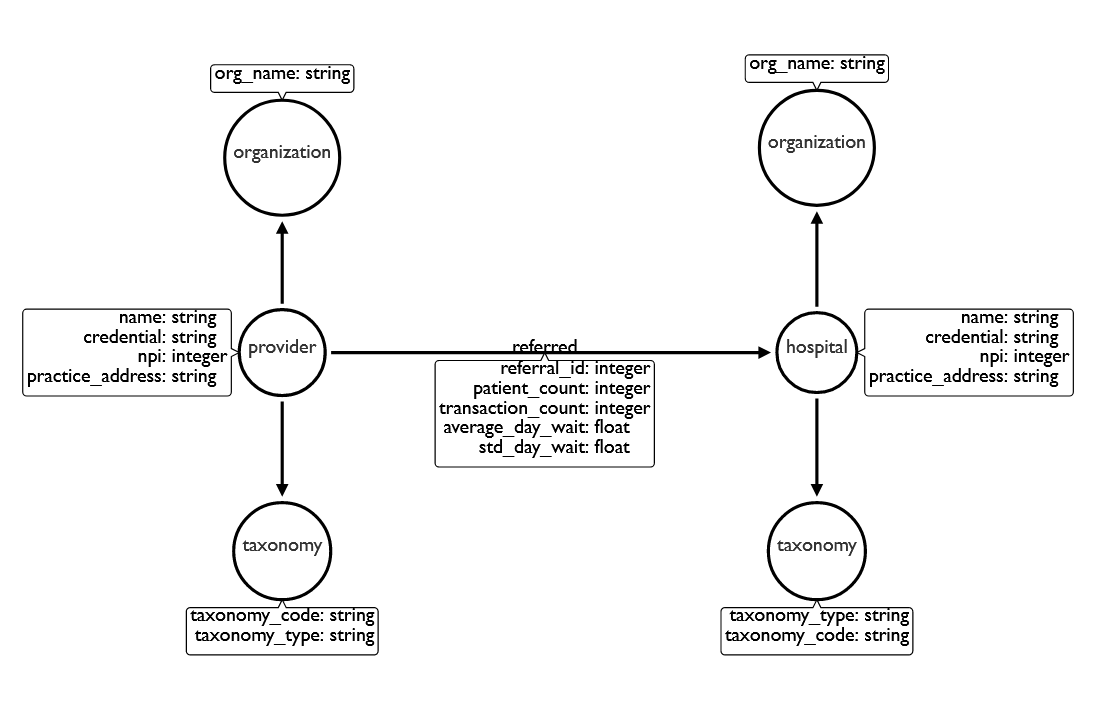 org_name: string
organization
org_name: string
organization
name: string
credential: string
npi: integer
practice_address: string
provider
referred
referral_id: integer
patient_count: integer
transaction_count: integer
average_day_wait: float
std_day_wait: float
hospital
name: string
credential: string
npi: integer
practice_address: string
taxonomy
taxonomy_code: string
taxonomy_type: string
taxonomy
taxonomy_type: string
taxonomy_code: string